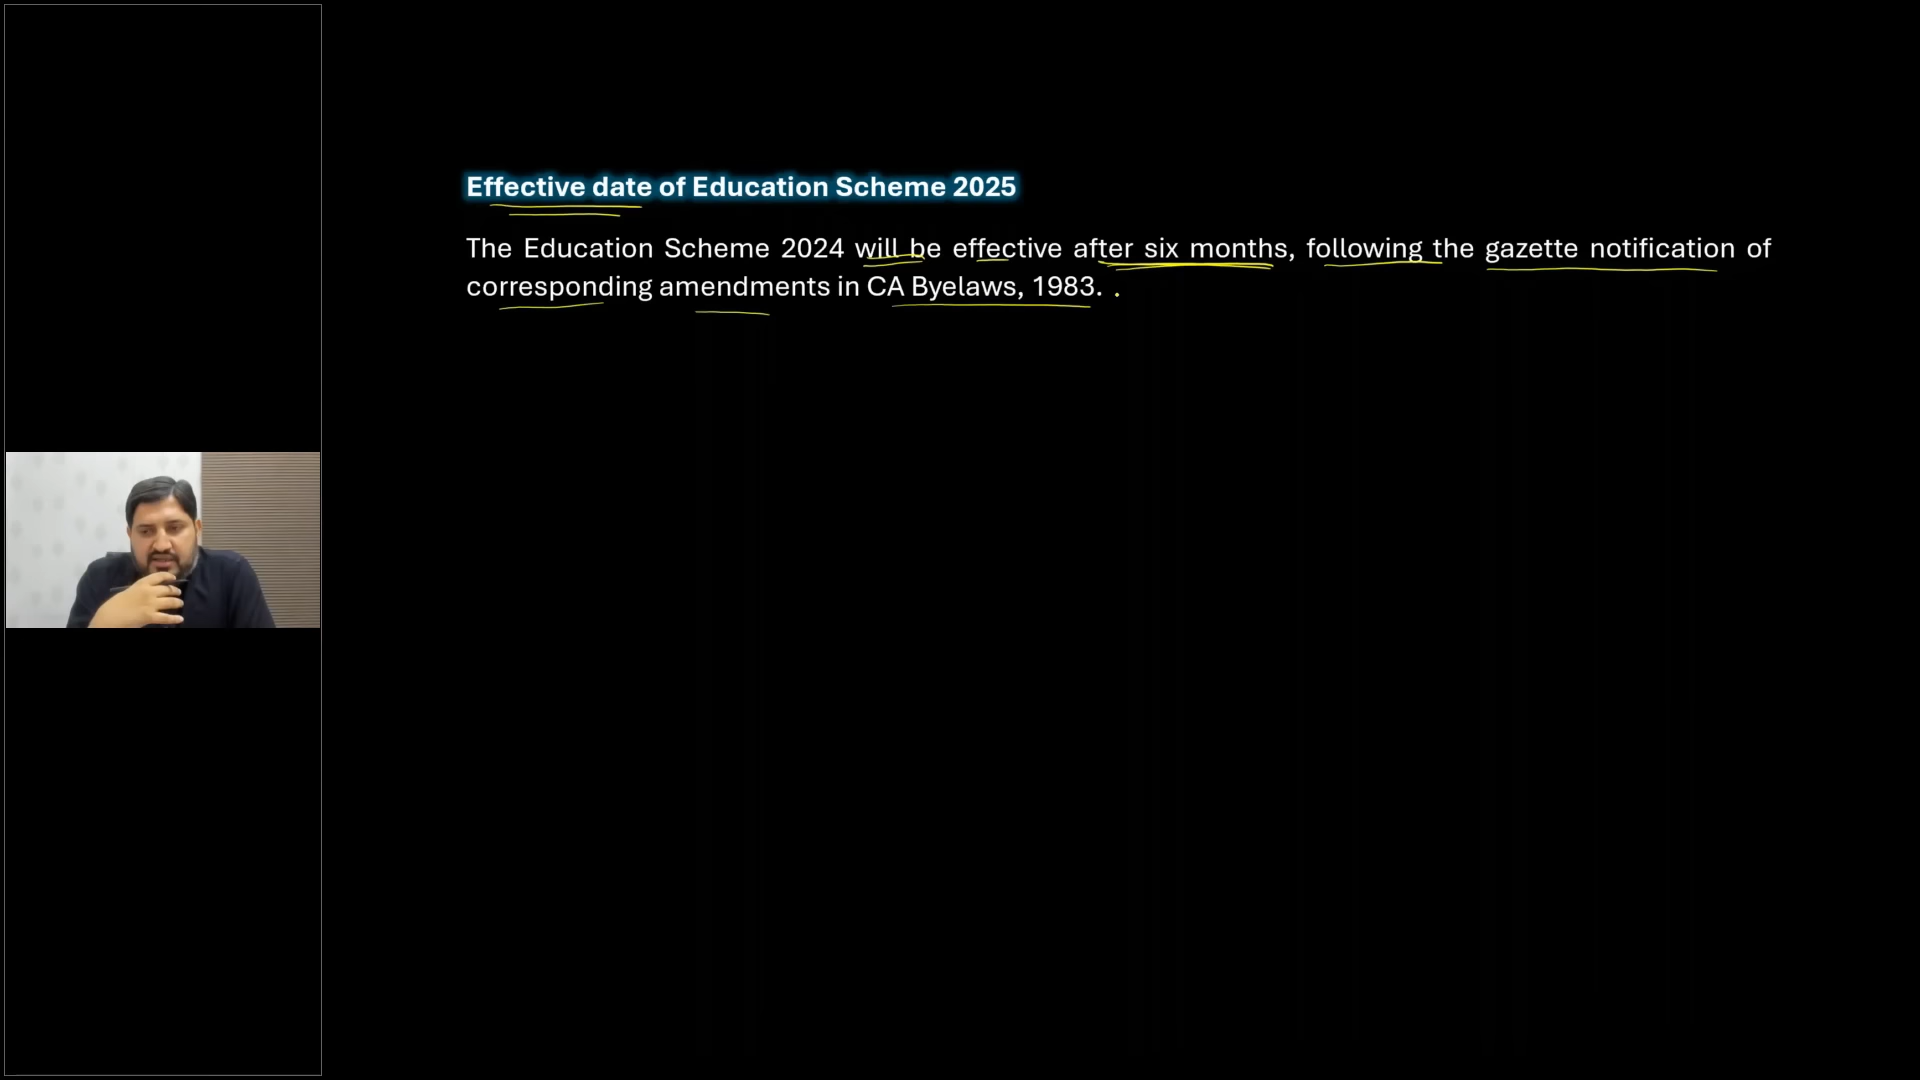 Effective date of Education Scheme 2025
The Education Scheme 2024 will be effective after six months, following the gazette notification of
corresponding amendments in CA Byelaws, 1983. .